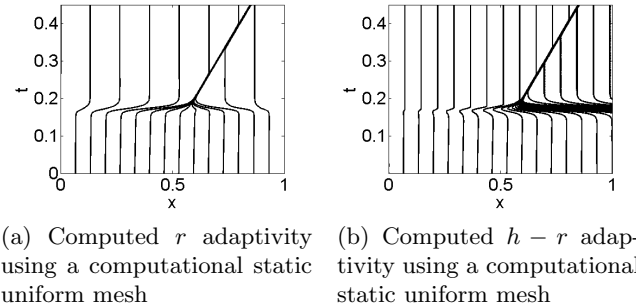 0.4
0.3
0.2
0.1
0
t
0
0.5
1
x
0.4
0.3
0.2
0.1
t
0
0.5
1
x
(a) Computed r adaptivity
using a computational static
uniform mesh
(b) Computed h − r adap-
tivity using a computational
static uniform mesh